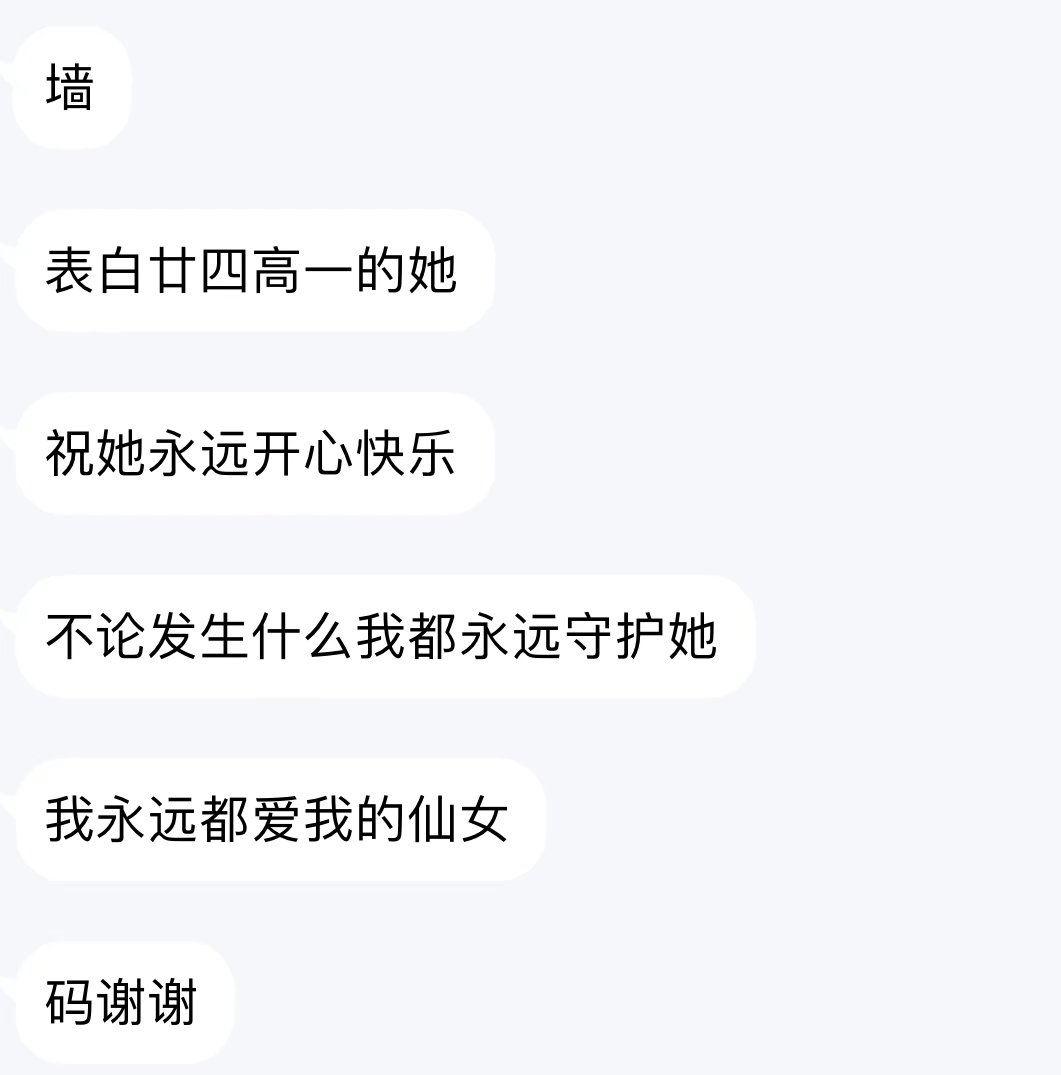 墙
表白廿四高一的她
祝她永远开心快乐
不论发生什么我都永远守护她
我永远都爱我的仙女
码谢谢